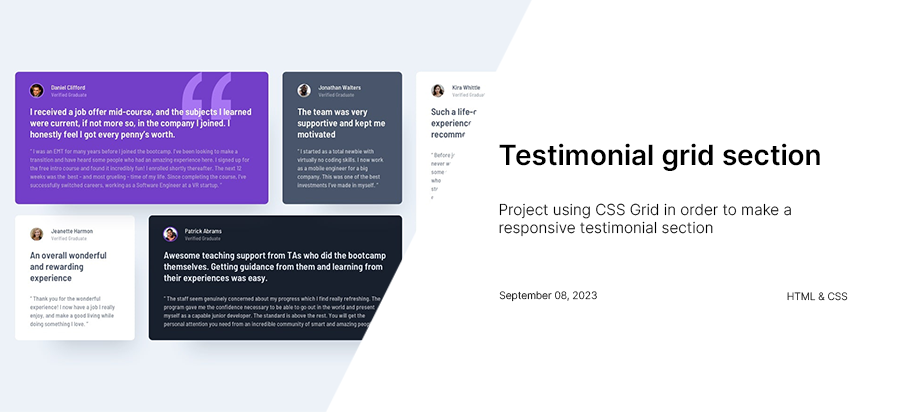 Daniel Clifford
Verified Graduate
I received a job offer mid-course, and the subjects I learned
were current, if not more so, in the company I joined. I
honestly feel I got every penny's worth.
" I was an EMT for many years before I joined the bootcamp. I've been looking to make a
transition and have heard some people who had an amazing experience here. I signed up for
the free intro course and found it incredibly fun! I enrolled shortly thereafter. The next 12
weeks was the best - and most grueling - time of my life. Since completing the course, I've
successfully switched careers, working as a Software Engineer at a VR startup. "
Jonathan Walters
Verified Graduate
The team was very
supportive and kept me
motivated
" I started as a total newbie with
virtually no coding skills. I now work
as a mobile engineer for a big
company. This was one of the best
investments I've made in myself. "
Kira Whittle
Verified Graduat
Such a life-
experienc
recomm
" Before
never w
some
who
str
Jeanette Harmon
Verified Graduate
An overall wonderful
and rewarding
experience
" Thank you for the wonderful
experience! I now have a job I really
enjoy, and make a good living while
doing something I love. "
Patrick Abrams
Verified Graduate
Awesome teaching support from TAs who did the bootcamp
themselves. Getting guidance from them and learning from
their experiences was easy.
" The staff seem genuinely concerned about my progress which I find really refreshing. The
program gave me the confidence necessary to be able to go out in the world and present
myself as a capable junior developer. The standard is above the rest. You will get the
personal attention you need from an incredible community of smart and amazing peop
Testimonial grid section
Project using CSS Grid in order to make a
responsive testimonial section
September 08, 2023
HTML & CSS